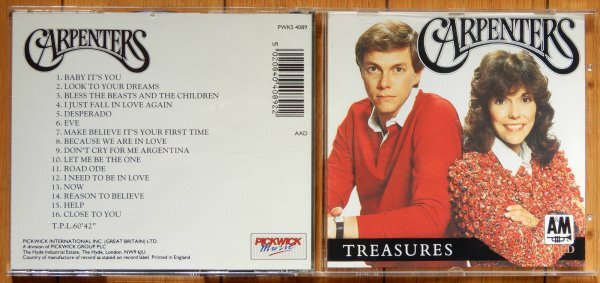 CARPENTERS
PWKS 4089
1. BABY IT'S YOU
2. LOOK TO YOUR DREAMS
3. BLESS THE BEASTS AND THE CHILDREN
4. I JUST FALL IN LOVE AGAIN
5. DESPERADO
6. EVE
7. MAKE BELIEVE IT'S YOUR FIRST TIME
8. BECAUSE WE ARE IN LOVE
9. DON'T CRY FOR ME ARGENTINA
10. LET ME BE THE ONE
11. ROAD ODE
12. I NEED TO BE IN LOVE
13. NOW
14. REASON TO BELIEVE
15. HELP
16. CLOSE TO YOU
T.P.L.60'42"
5 020840 408922
AAD
PICKWICK INTERNATIONAL INC. (GREAT BRITAIN) LTD.
A division of PICKWICK GROUP PLC
The Hyde Industrial Estate, The Hyde, London. NW9 6JU.
Country of manufacture of record as stated on record label. Printed in England.
PICKWICK
Music
CARPENTERS
AM
TREASURES